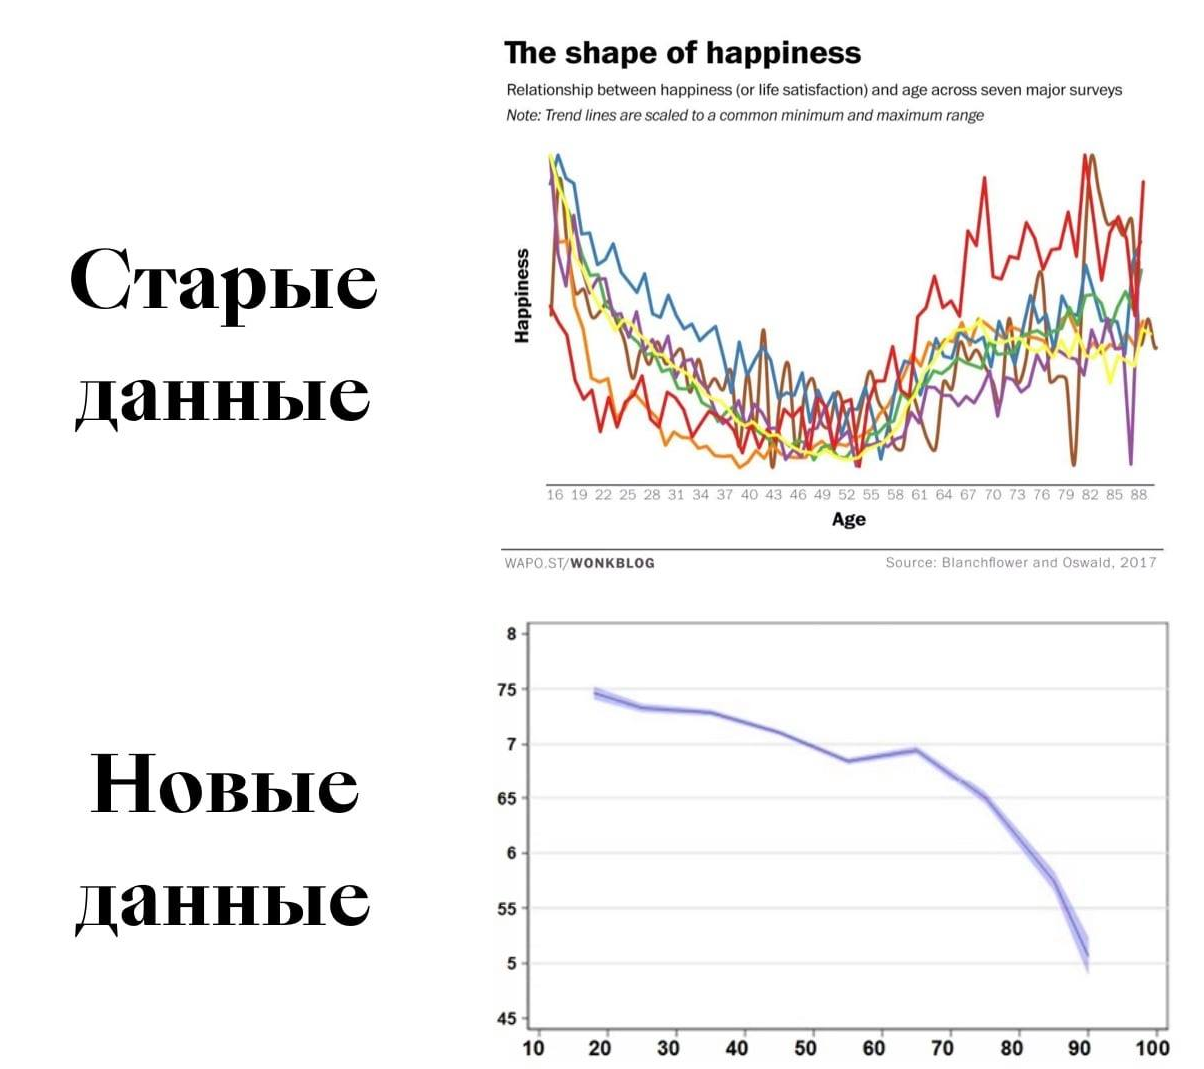 The shape of happiness
Relationship between happiness (or life satisfaction) and age across seven major surveys
Note: Trend lines are scaled to a common minimum and maximum range
Старые
данные
Happiness
16 19 22 25 28 31 34 37 40 43 46 49 52 55 58 61 64 67 70 73 76 79 82 85 88
Age
WAPO.ST/WONKBLOG
Source: Blanchflower and Oswald, 2017
Новые
данные
8
75
7
65
6
55
5
45
10 20 30 40 50 60 70 80 90 100